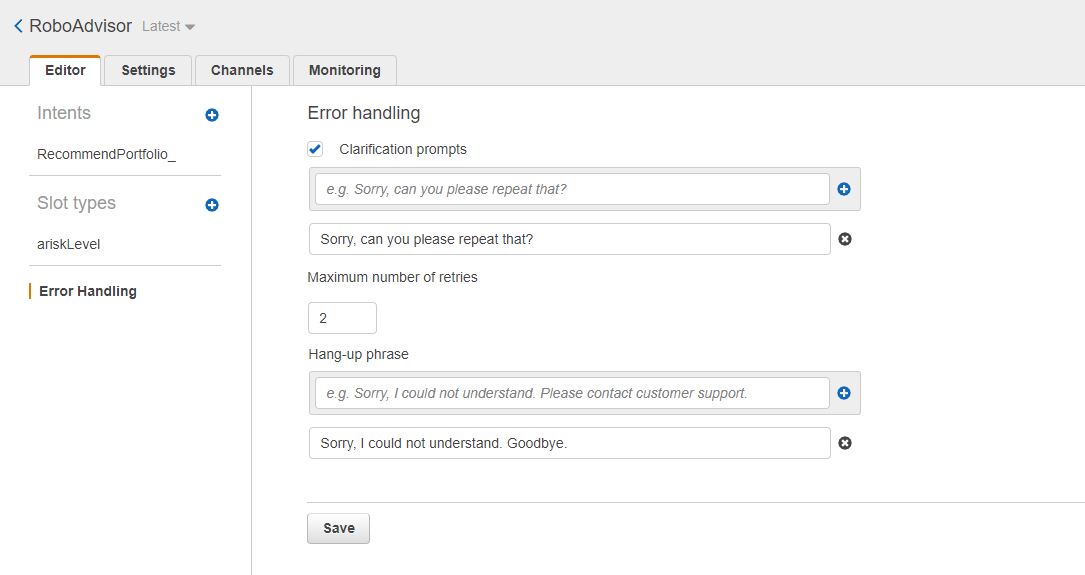 RoboAdvisor Latest
Editor Settings Channels Monitoring
Intents
RecommendPortfolio_
Slot types
ariskLevel
Error Handling
Error handling
Clarification prompts
e.g. Sorry, can you please repeat that?
Sorry, can you please repeat that?
Maximum number of retries
2
Hang-up phrase
e.g. Sorry, I could not understand. Please contact customer support.
Sorry, I could not understand. Goodbye.
Save